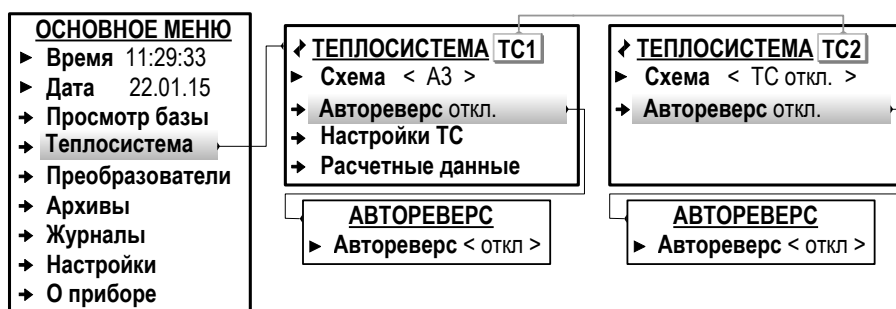 ОСНОВНОЕ МЕНЮ
Время 11:29:33
Дата 22.01.15
Просмотр базы
Теплосистема
Преобразователи
Архивы
Журналы
Настройки
О приборе
ТЕПЛОСИСТЕМА ТС1
Схема < А3 >
Автореверс откл.
Настройки ТС
Расчетные данные
АВТОРЕВЕРС
Автореверс < откл >
ТЕПЛОСИСТЕМА ТС2
Схема < ТС откл. >
Автореверс откл.
АВТОРЕВЕРС
Автореверс < откл >